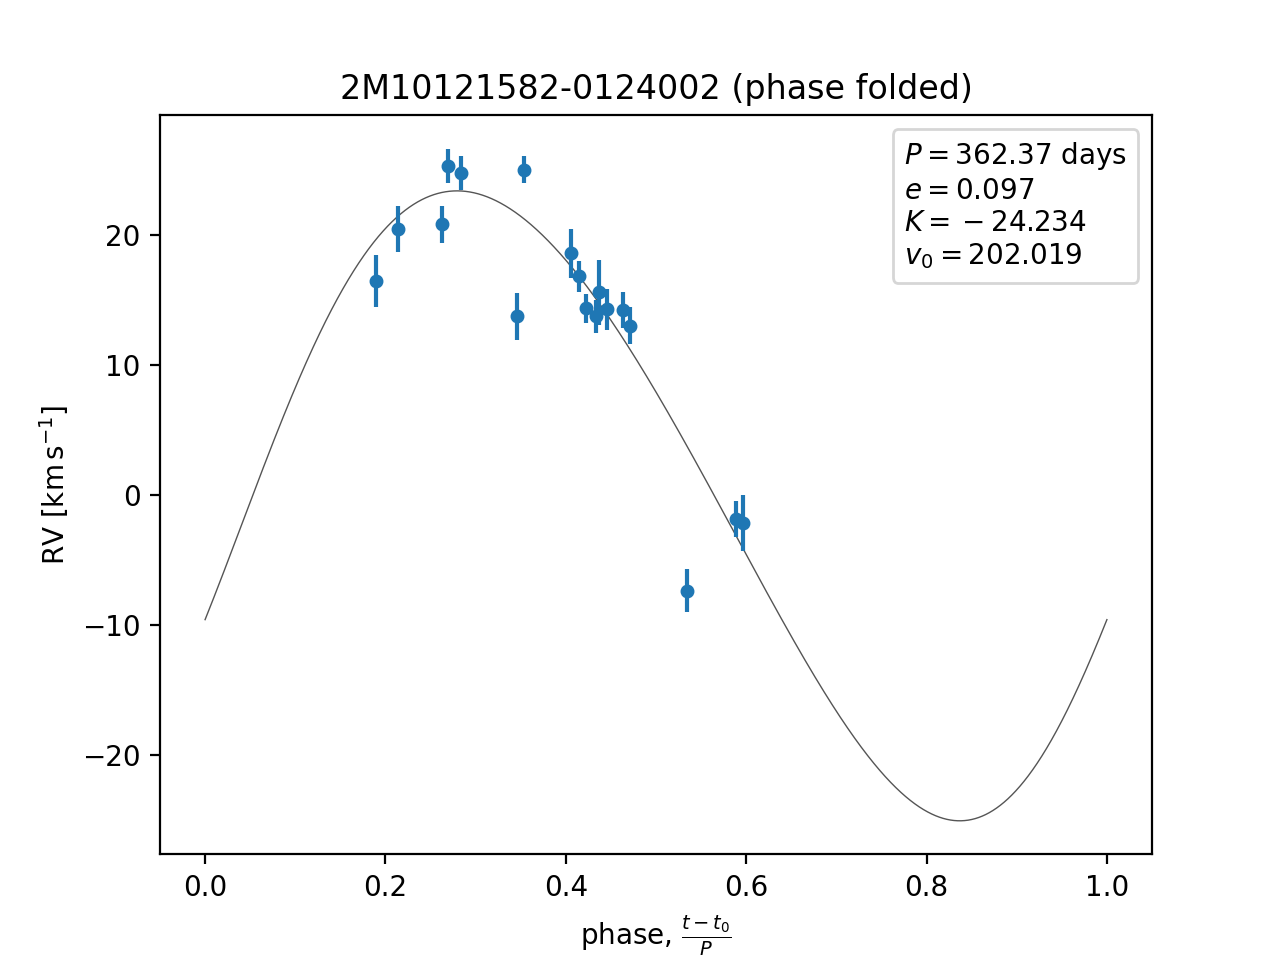 2M10121582-0124002 (phase folded)
P = 362.37 days
e = 0.097
K = −24.234
v₀ = 202.019
20
10
0
−10
−20
RV [km s⁻¹]
0.0 0.2 0.4 0.6 0.8 1.0
phase, (t − t₀)/P